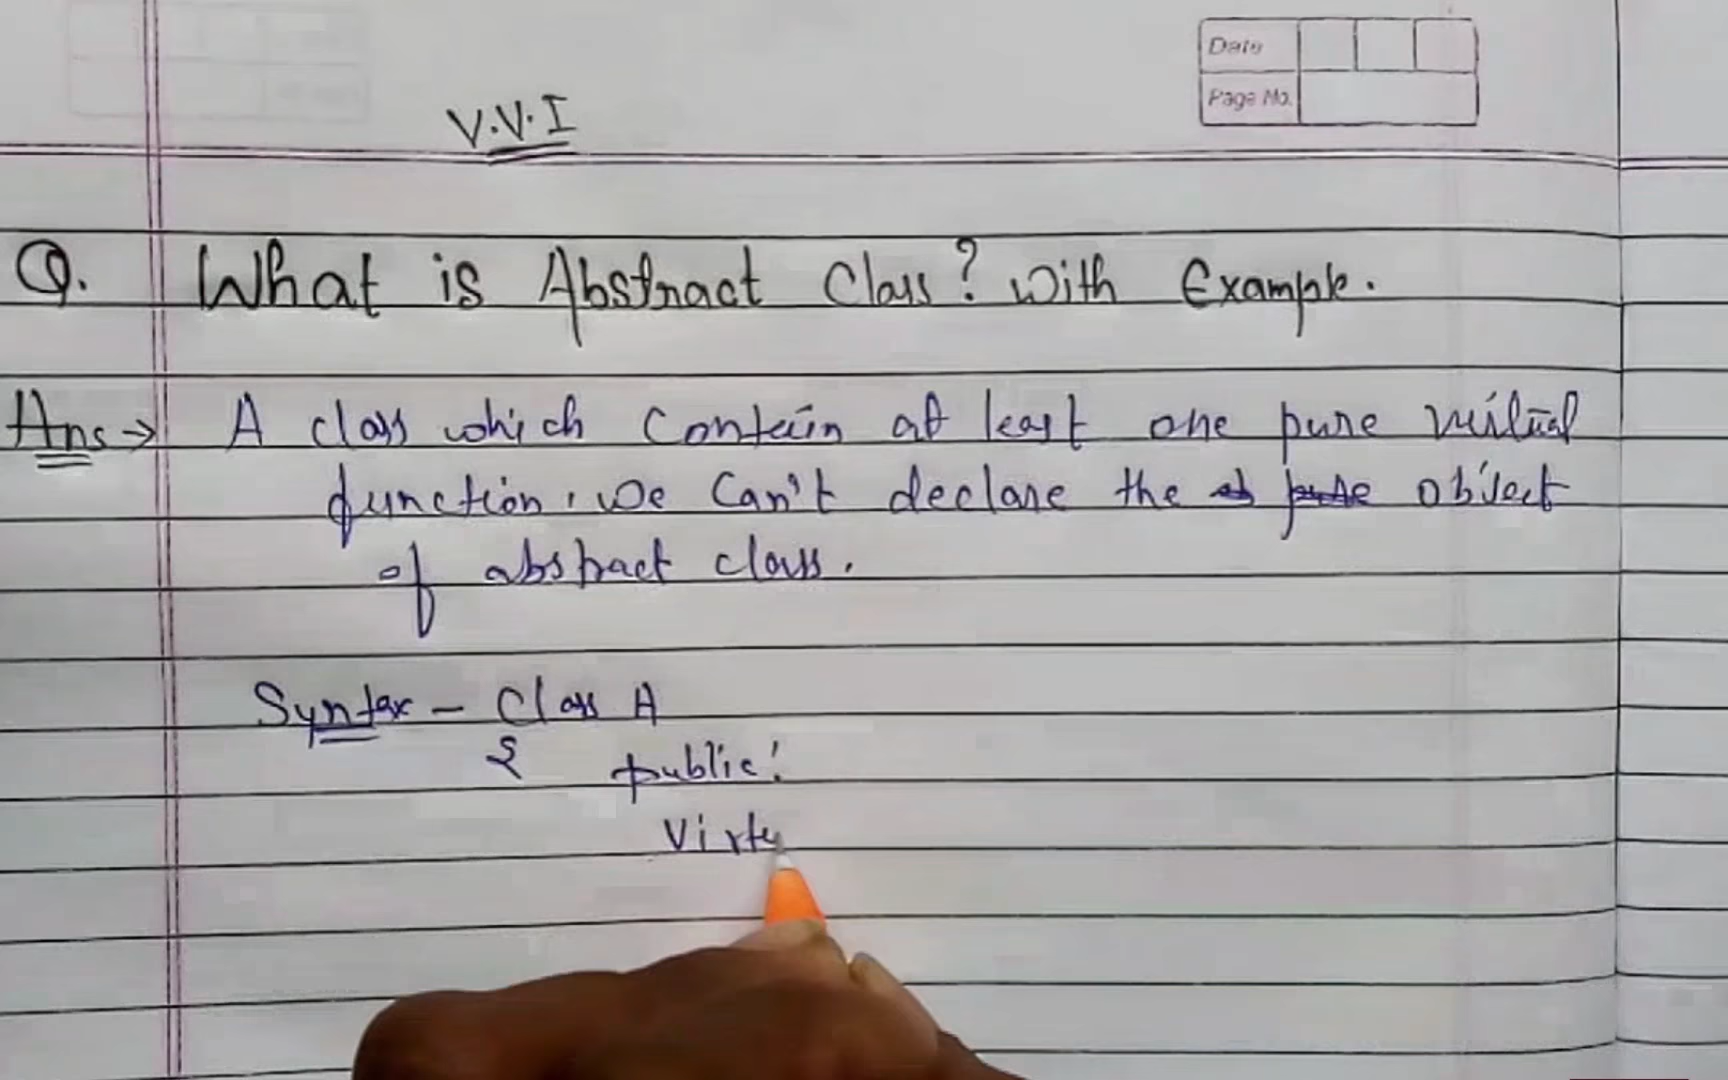 Date
Page No.
V.V.I
Q. What is Abstract Class? With Example.
Ans → A class which contain at least one pure virtual
function. We can't declare the object
of abstract class.
Syntax - Class A
{ public:
Virtu